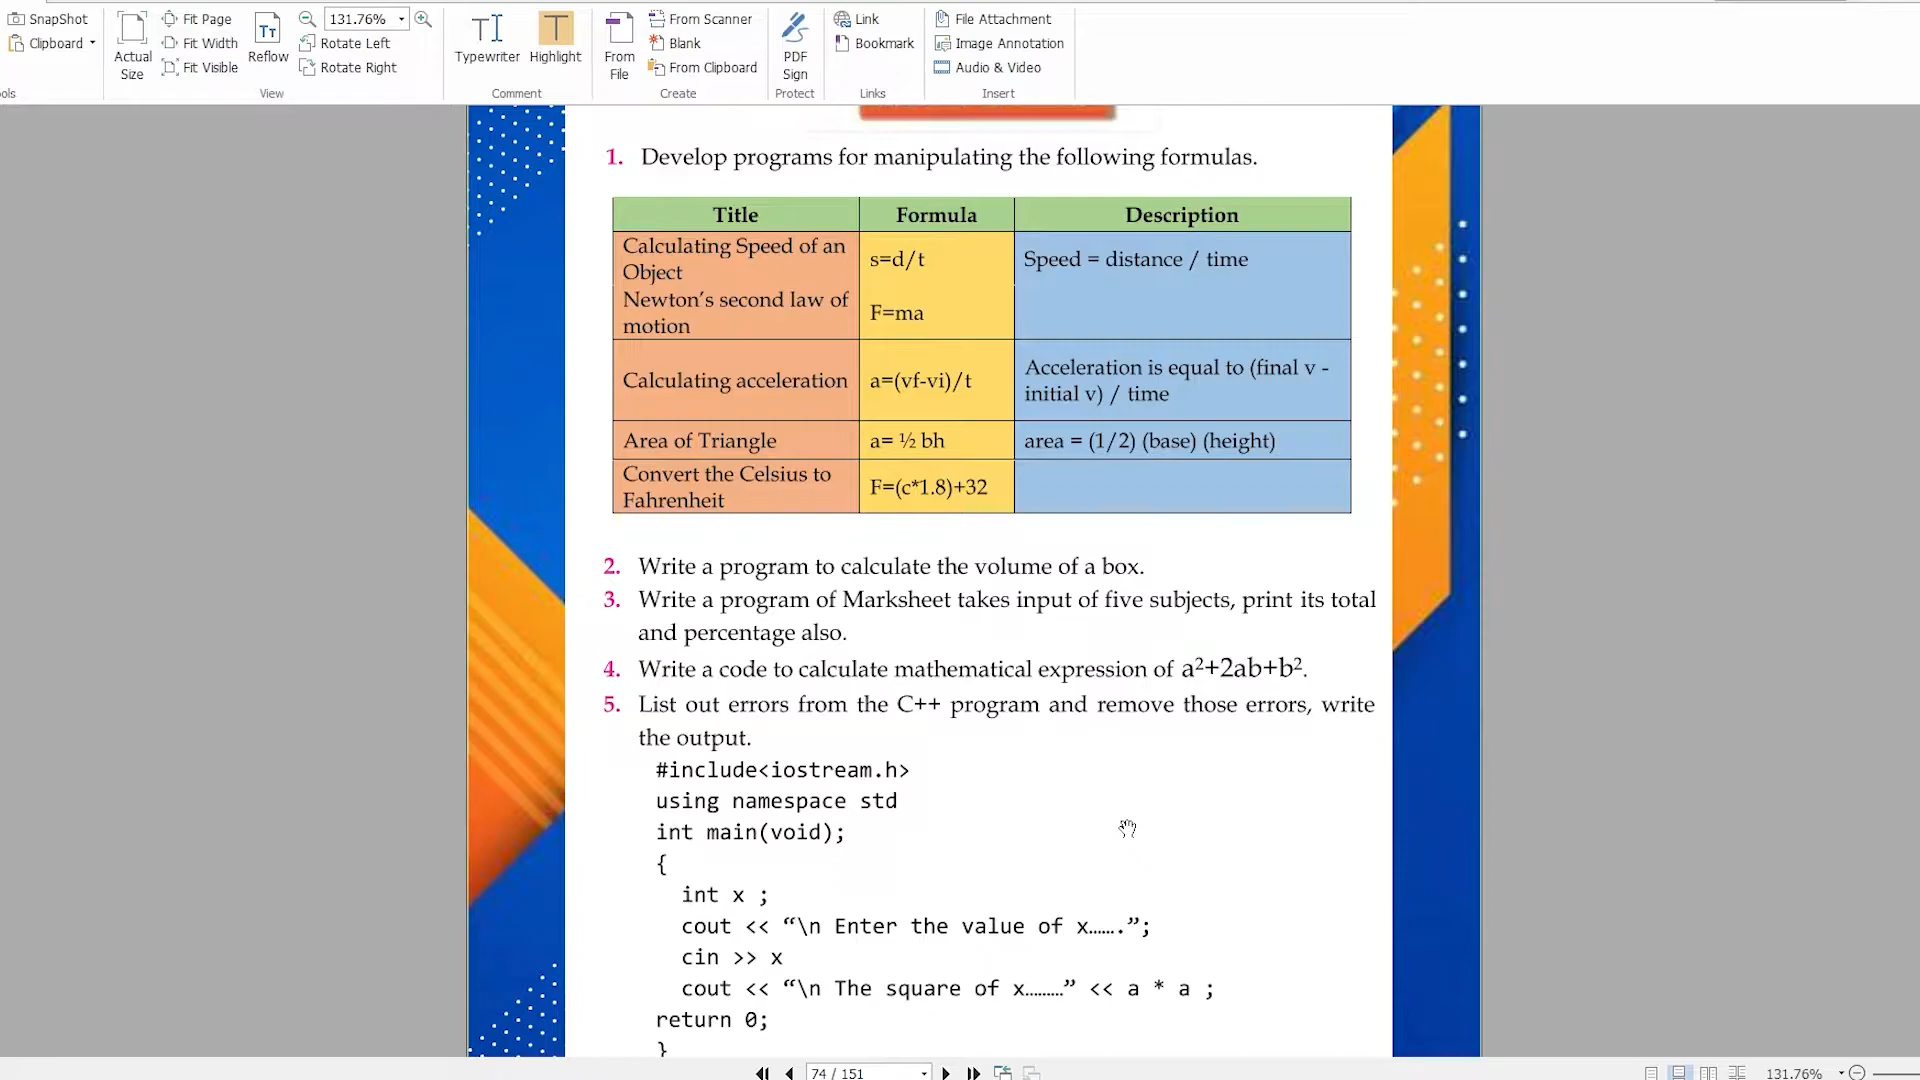 SnapShot
Clipboard
ols
Actual
Size
Fit Page
Fit Width
Fit Visible
Reflow
131.76%
Rotate Left
Rotate Right
View
Typewriter
Highlight
Comment
From
File
From Scanner
Blank
From Clipboard
Create
PDF
Sign
Protect
Link
Bookmark
Links
File Attachment
Image Annotation
Audio & Video
Insert
1. Develop programs for manipulating the following formulas.
Title Formula Description
Calculating Speed of an
Object
s=d/t
Speed = distance / time
Newton’s second law of
motion
F=ma
Calculating acceleration
a=(vf-vi)/t
Acceleration is equal to (final v -
initial v) / time
Area of Triangle
a= ½ bh
area = (1/2) (base) (height)
Convert the Celsius to
Fahrenheit
F=(c*1.8)+32
2. Write a program to calculate the volume of a box.
3. Write a program of Marksheet takes input of five subjects, print its total
and percentage also.
4. Write a code to calculate mathematical expression of a²+2ab+b².
5. List out errors from the C++ program and remove those errors, write
the output.
#include<iostream.h>
using namespace std
int main(void);
{
int x ;
cout << “\n Enter the value of x…….”;
cin >> x
cout << “\n The square of x………” << a * a ;
return 0;
}
74 / 151
131.76%